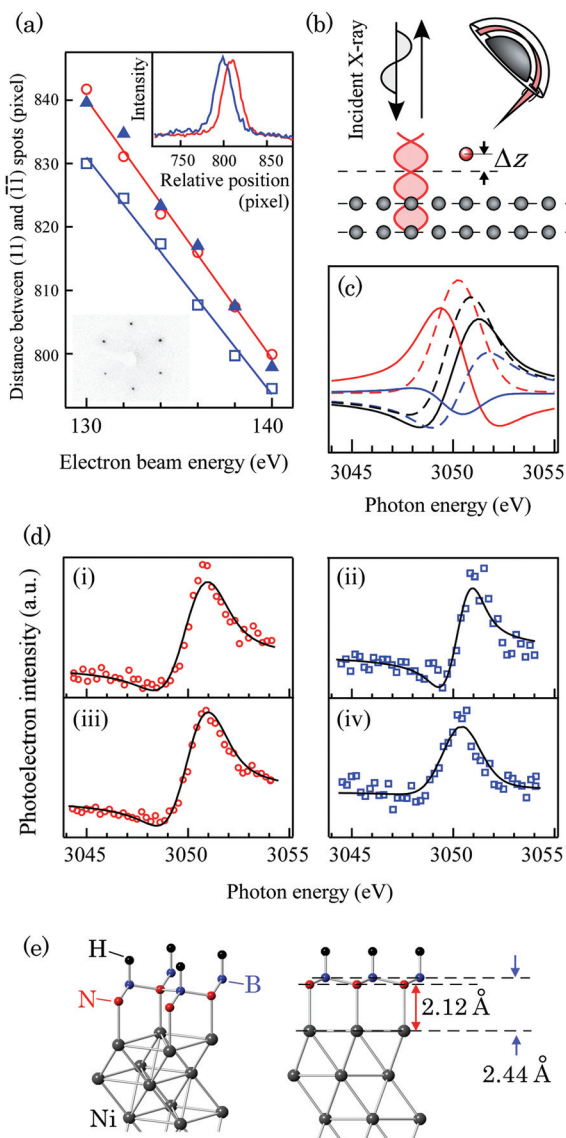 (a)
Distance between (11) and (1̄1̄) spots (pixel)
840
830
820
810
800
130
140
Electron beam energy (eV)
Intensity
720
800
880
Relative position
(pixel)
(b)
Incident X-ray
Δz
(c)
3045
3050
3055
Photon energy (eV)
(d)
Photoelectron intensity (a.u.)
(i)
(ii)
(iii)
(iv)
3045
3050
3055
3045
3050
3055
Photon energy (eV)
(e)
H
N
B
Ni
2.12 Å
2.44 Å